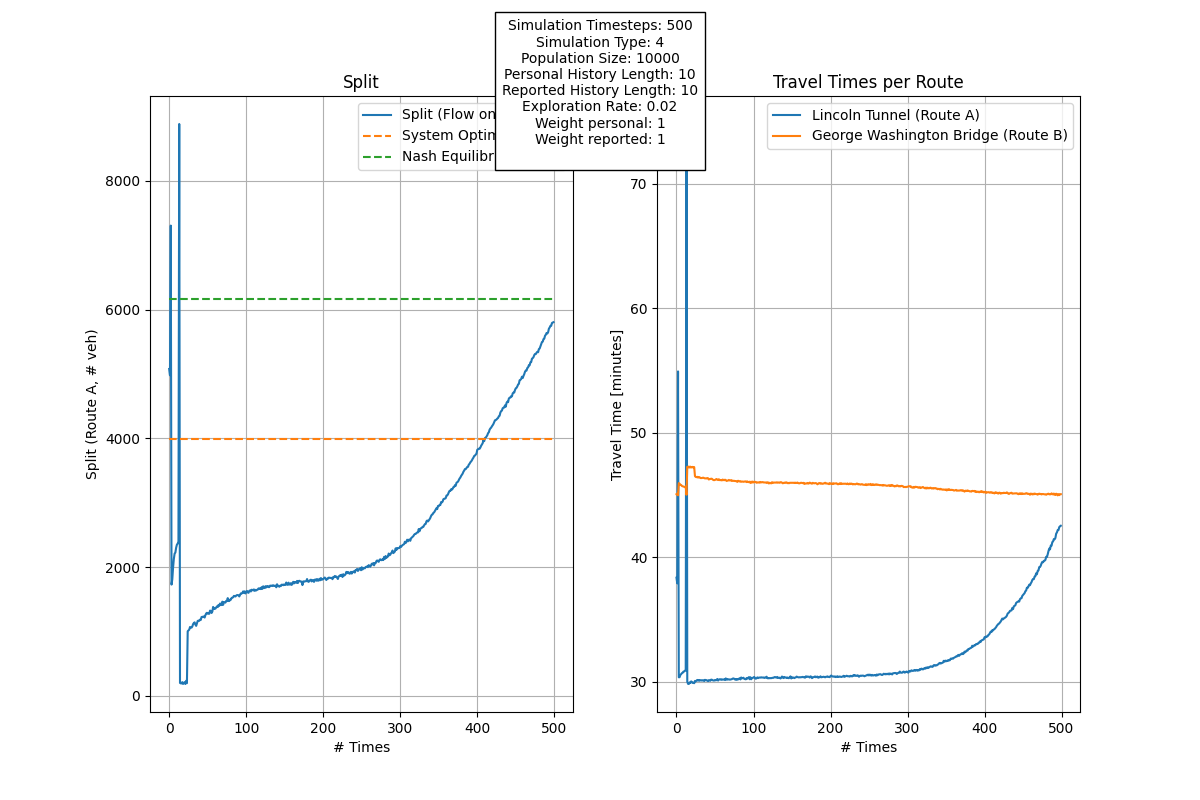 Simulation Timesteps: 500
Simulation Type: 4
Population Size: 10000
Personal History Length: 10
Reported History Length: 10
Exploration Rate: 0.02
Weight personal: 1
Weight reported: 1
Split
Split (Flow on
System Optim
Nash Equilibr
8000
6000
4000
2000
0
Split (Route A, # veh)
0 100 200 300 400 500
# Times
Travel Times per Route
Lincoln Tunnel (Route A)
George Washington Bridge (Route B)
70
60
50
40
30
Travel Time [minutes]
0 100 200 300 400 500
# Times